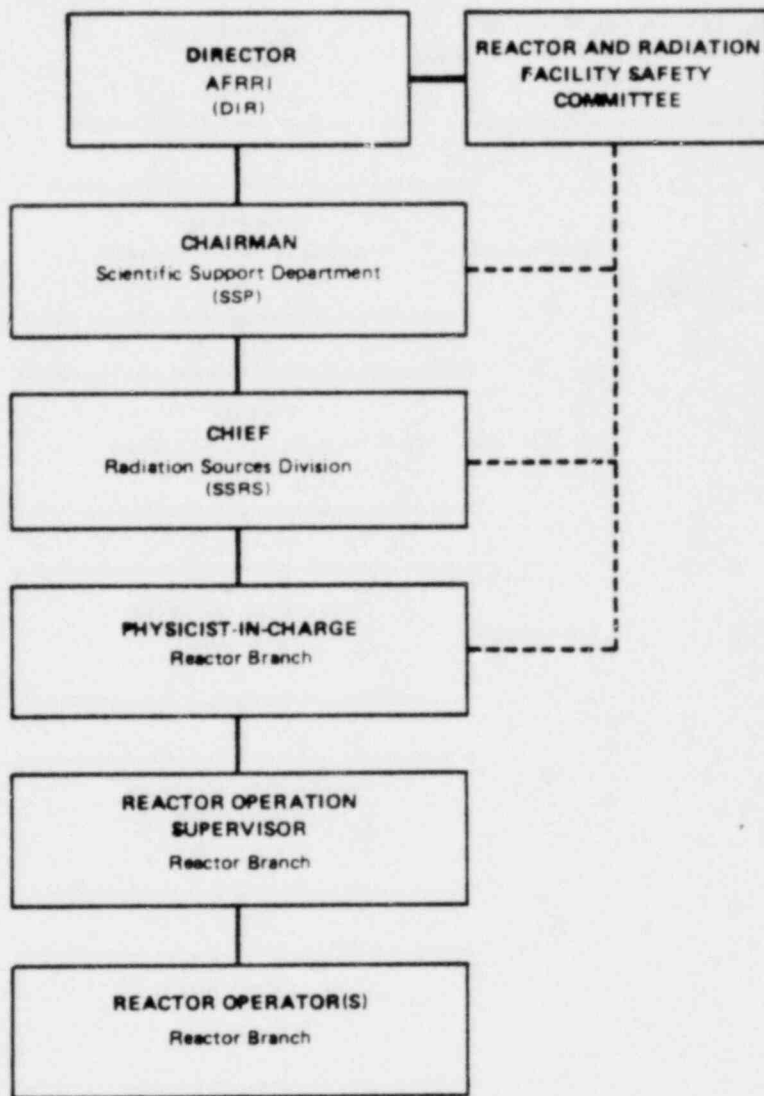 DIRECTOR
AFRRI
(DIR)
REACTOR AND RADIATION
FACILITY SAFETY
COMMITTEE
CHAIRMAN
Scientific Support Department
(SSP)
CHIEF
Radiation Sources Division
(SSRS)
PHYSICIST-IN-CHARGE
Reactor Branch
REACTOR OPERATION
SUPERVISOR
Reactor Branch
REACTOR OPERATOR(S)
Reactor Branch